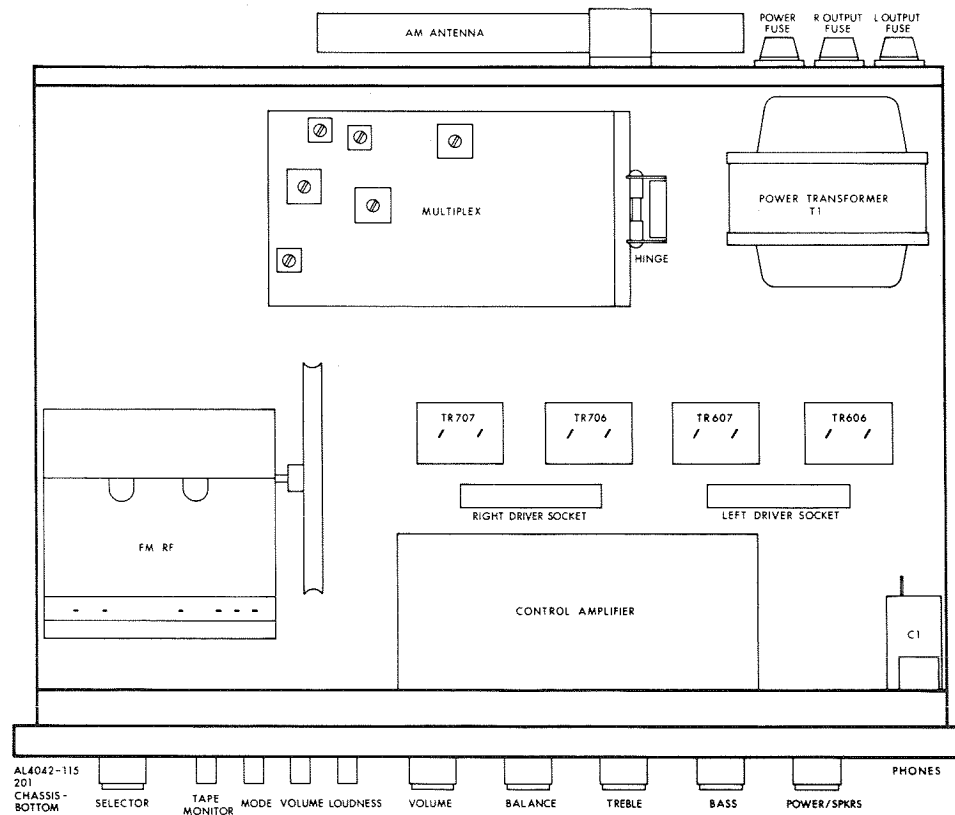 AM ANTENNA
POWER
FUSE
R OUTPUT
FUSE
L OUTPUT
FUSE
MULTIPLEX
HINGE
POWER TRANSFORMER
T1
TR707
TR706
TR607
TR606
RIGHT DRIVER SOCKET
LEFT DRIVER SOCKET
FM RF
CONTROL AMPLIFIER
C1
AL4042-115
201
CHASSIS-
BOTTOM
SELECTOR
TAPE
MONITOR
MODE
VOLUME
LOUDNESS
VOLUME
BALANCE
TREBLE
BASS
POWER/SPKRS
PHONES